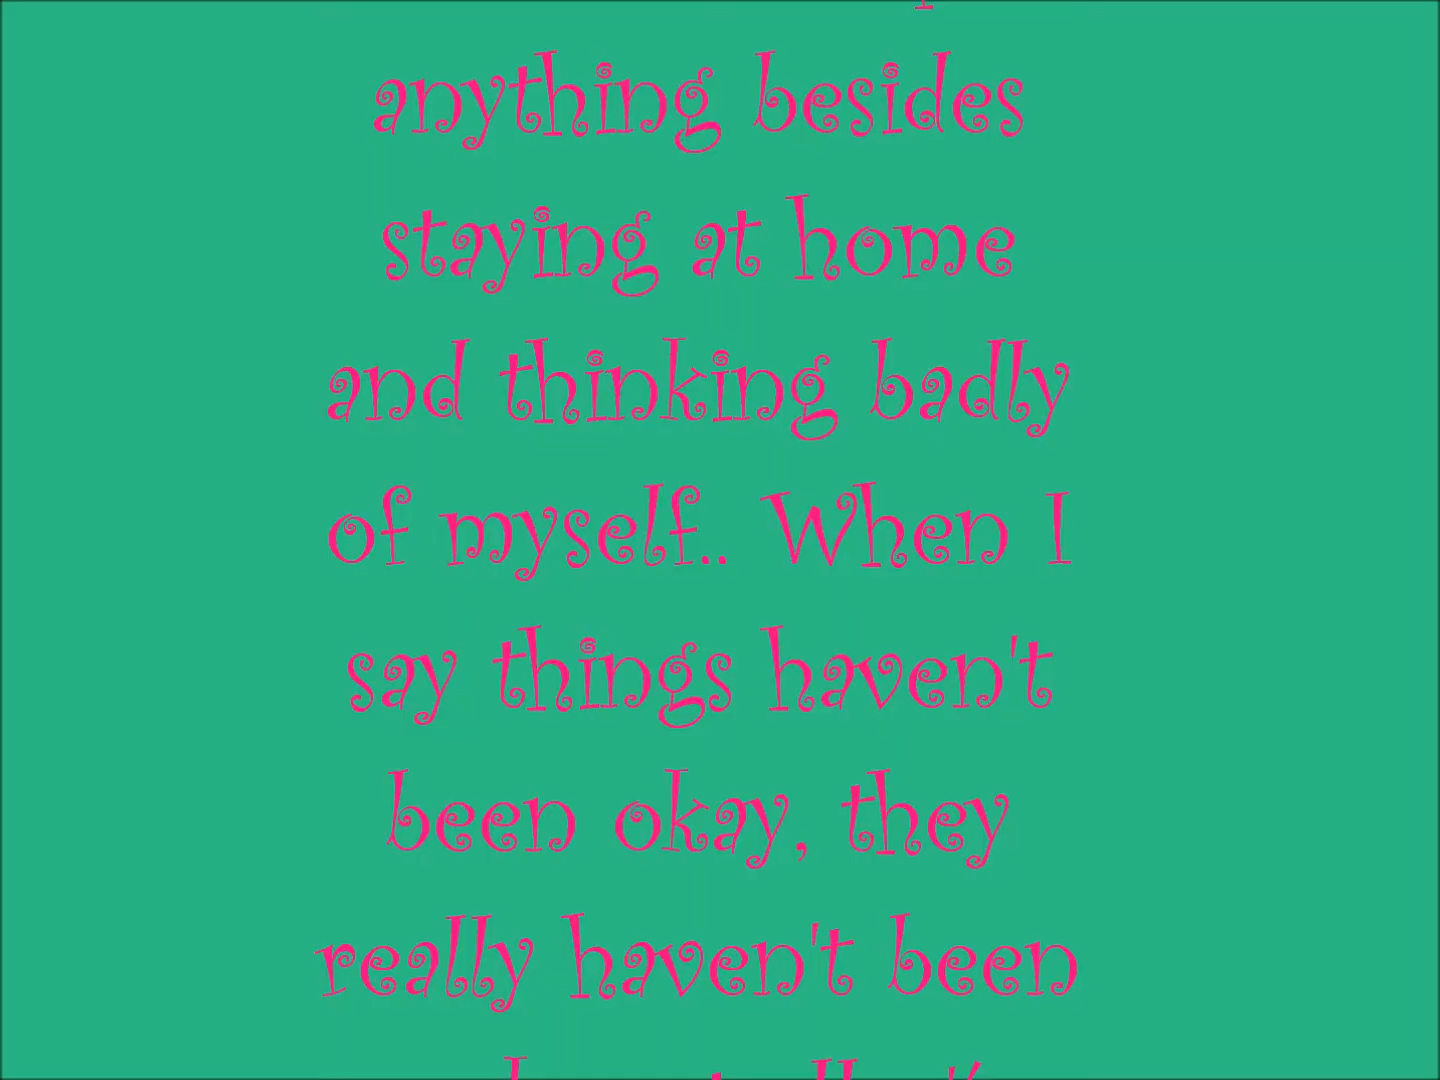 anything besides
staying at home
and thinking badly
of myself.. When I
say things haven't
been okay, they
really haven't been